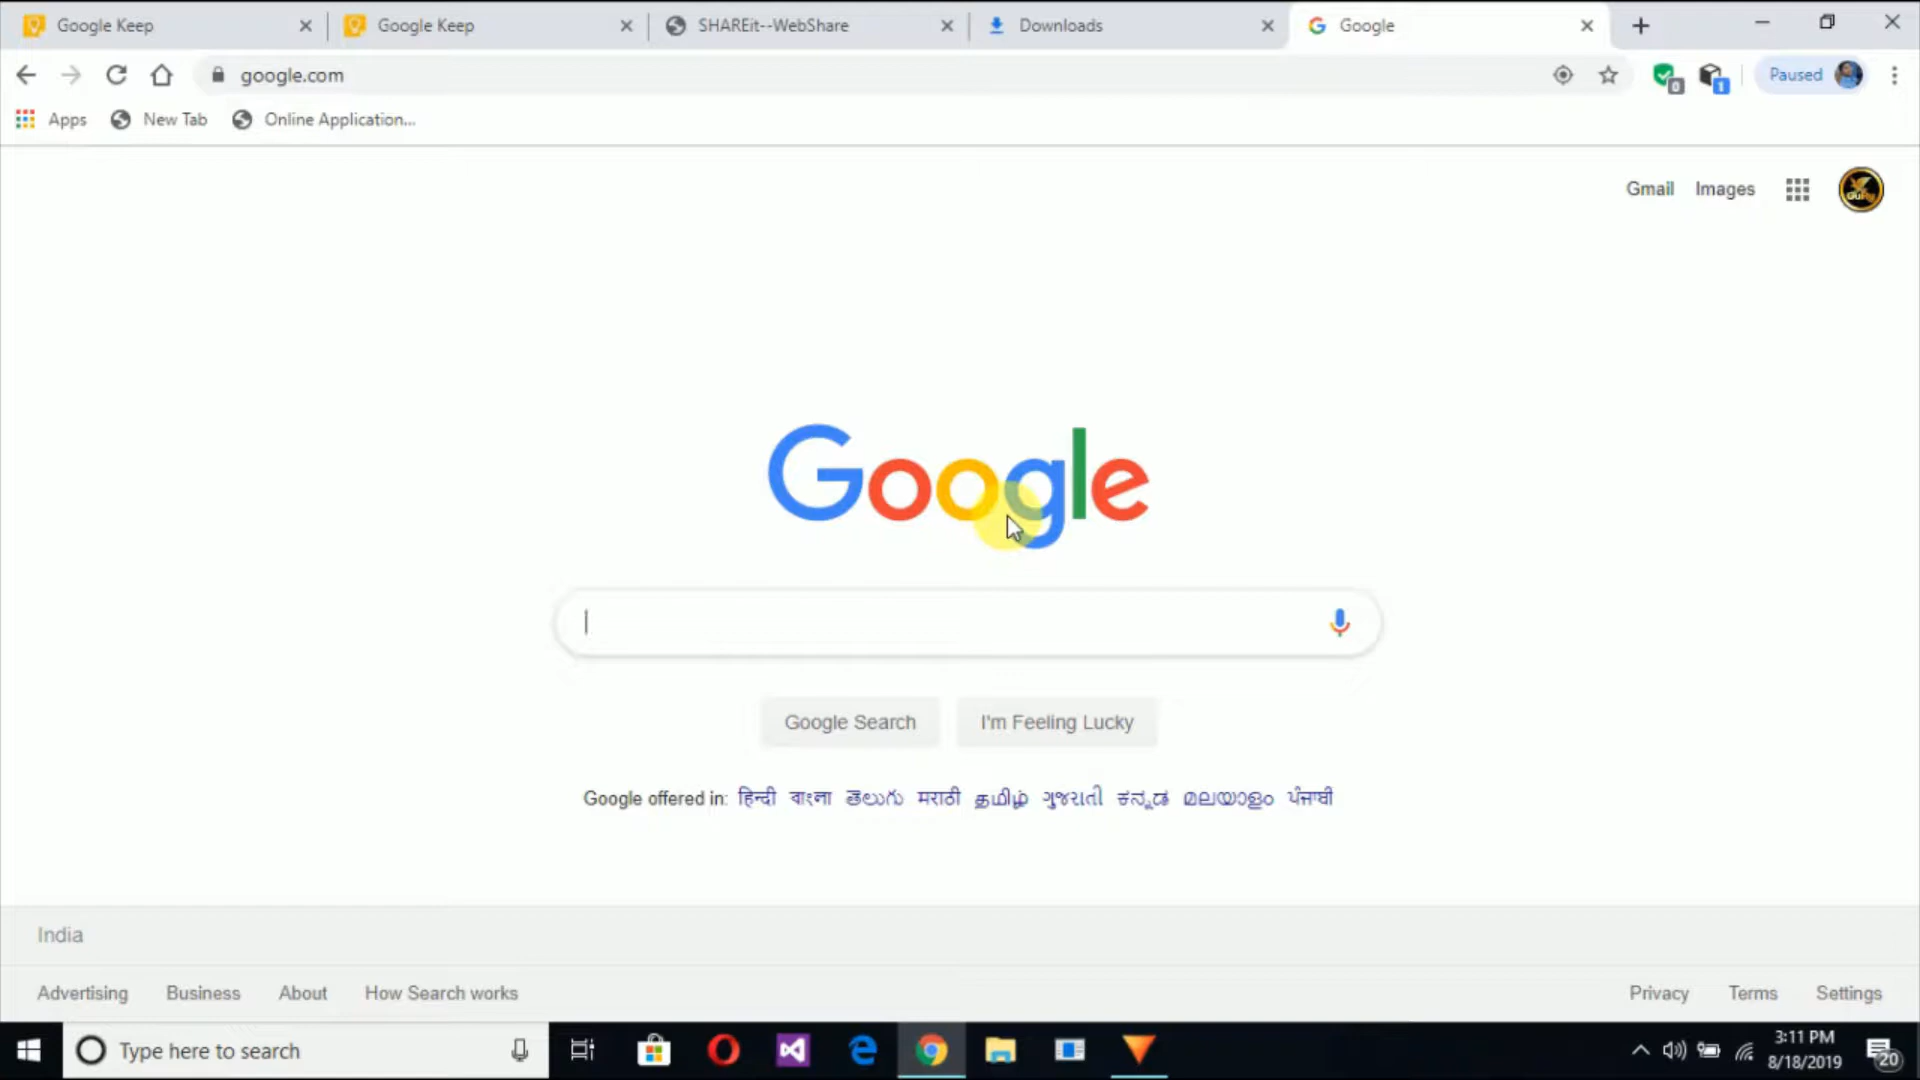 Google Keep
Google Keep
SHAREit--WebShare
Downloads
Google
google.com
0
1
Paused
Apps
New Tab
Online Application...
Gmail
Images
Google
Google Search
I'm Feeling Lucky
Google offered in: हिन्दी বাংলা తెలుగు मराठी தமிழ் ગુજરાતી ಕನ್ನಡ മലയാളം ਪੰਜਾਬੀ
India
Advertising
Business
About
How Search works
Privacy
Terms
Settings
Type here to search
3:11 PM
8/18/2019
20